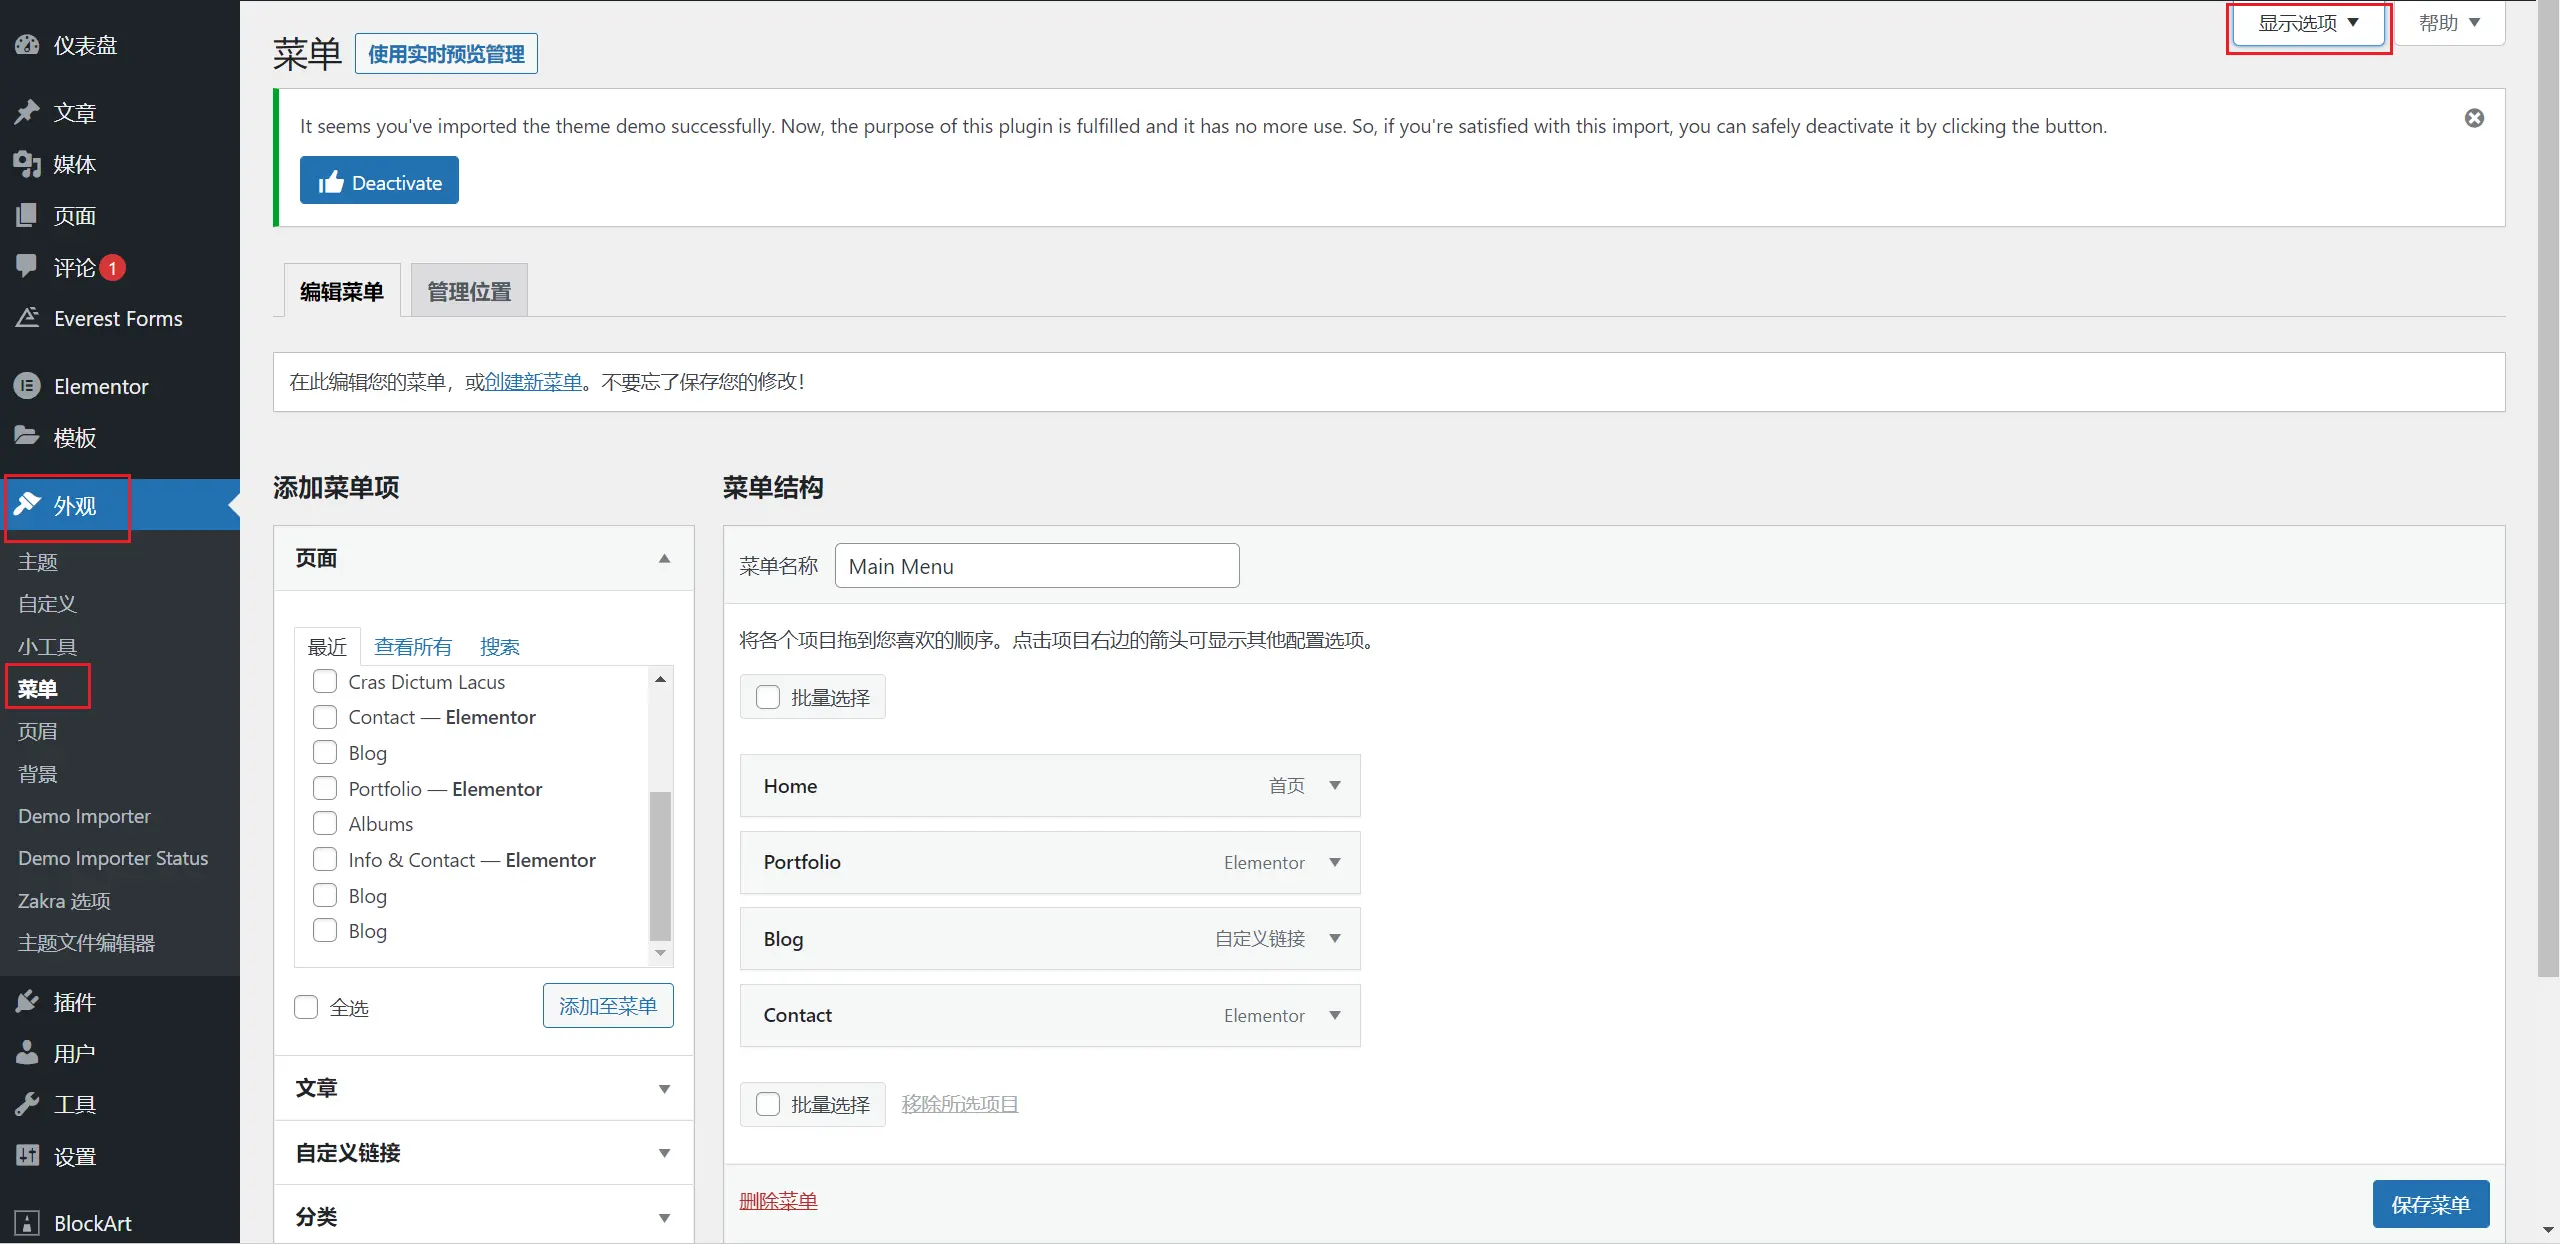 仪表盘
文章
媒体
页面
评论 1
Everest Forms
Elementor
模板
外观
主题
自定义
小工具
菜单
页眉
背景
Demo Importer
Demo Importer Status
Zakra 选项
主题文件编辑器
插件
用户
工具
设置
BlockArt
显示选项
帮助
菜单
使用实时预览管理
It seems you've imported the theme demo successfully. Now, the purpose of this plugin is fulfilled and it has no more use. So, if you're satisfied with this import, you can safely deactivate it by clicking the button.
Deactivate
编辑菜单
管理位置
在此编辑您的菜单，或创建新菜单。不要忘了保存您的修改！
添加菜单项
页面
最近
查看所有
搜索
Cras Dictum Lacus
Contact — Elementor
Blog
Portfolio — Elementor
Albums
Info & Contact — Elementor
Blog
Blog
全选
添加至菜单
文章
自定义链接
分类
菜单结构
菜单名称
Main Menu
将各个项目拖到您喜欢的顺序。点击项目右边的箭头可显示其他配置选项。
批量选择
Home 首页
Portfolio Elementor
Blog 自定义链接
Contact Elementor
批量选择
移除所选项目
删除菜单
保存菜单